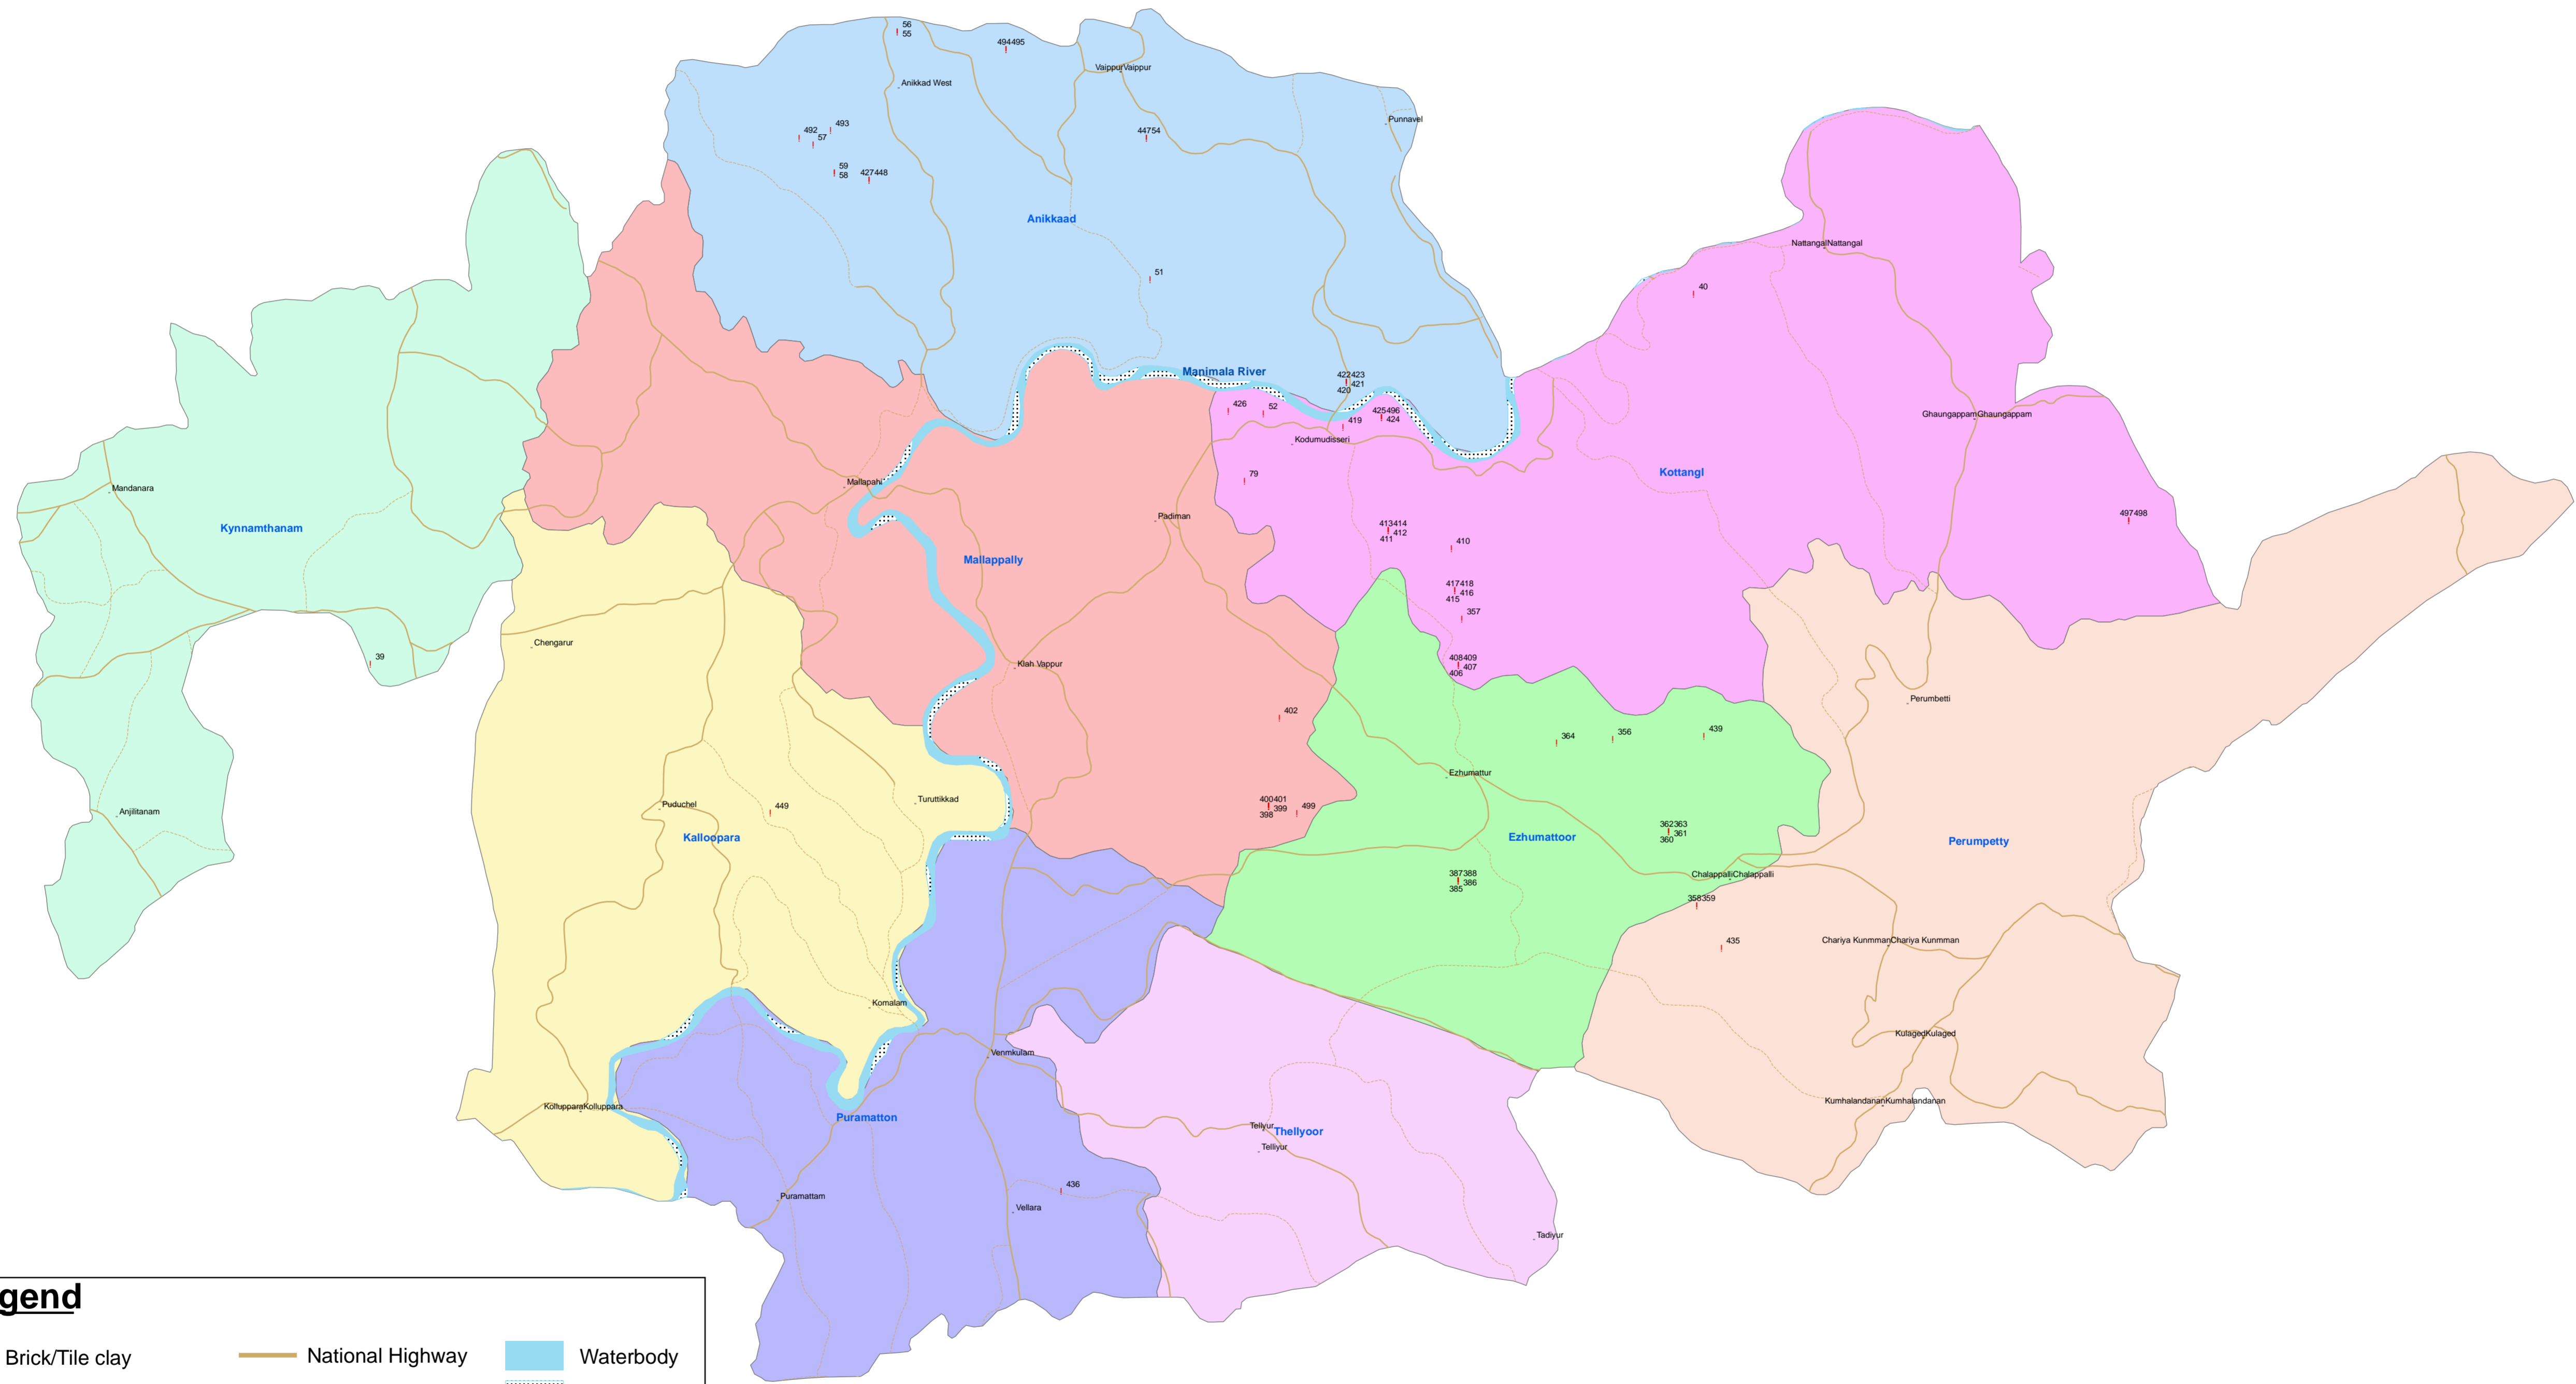 56
55
494495
VaippurVaippur
Anikkad West
Punnavel
493
492
57
44754
59
58
427448
Anikkaad
NattangalNattangal
51
40
Manimala River
422423
421
420
426
52
425496
424
419
Kodumudisseri
GhaungappamGhaungappam
Kottangl
79
Mallapahi
Mandanara
Padiman
497498
Kynnamthanam
413414
412
411
410
Mallappally
417418
416
415
357
Chengarur
39
408409
407
406
Klah Vappur
Perumbetti
402
364
356
439
Ezhumattur
Turuttikkad
400401
399
398
499
Puduchel
449
Anjilitanam
362363
361
360
Kalloopara
Ezhumattoor
Perumpetty
387388
386
385
ChalappalliChalappalli
358359
435
Chariya KunmmanChariya Kunmman
Komalam
KulagedKulaged
Venmkulam
KumhalandananKumhalandanan
KollupparaKolluppara
Puramatton
Tellyur
Thellyoor
Telliyur
436
Puramattam
Vellara
Tadiyur
gend
Brick/Tile clay
National Highway
Waterbody